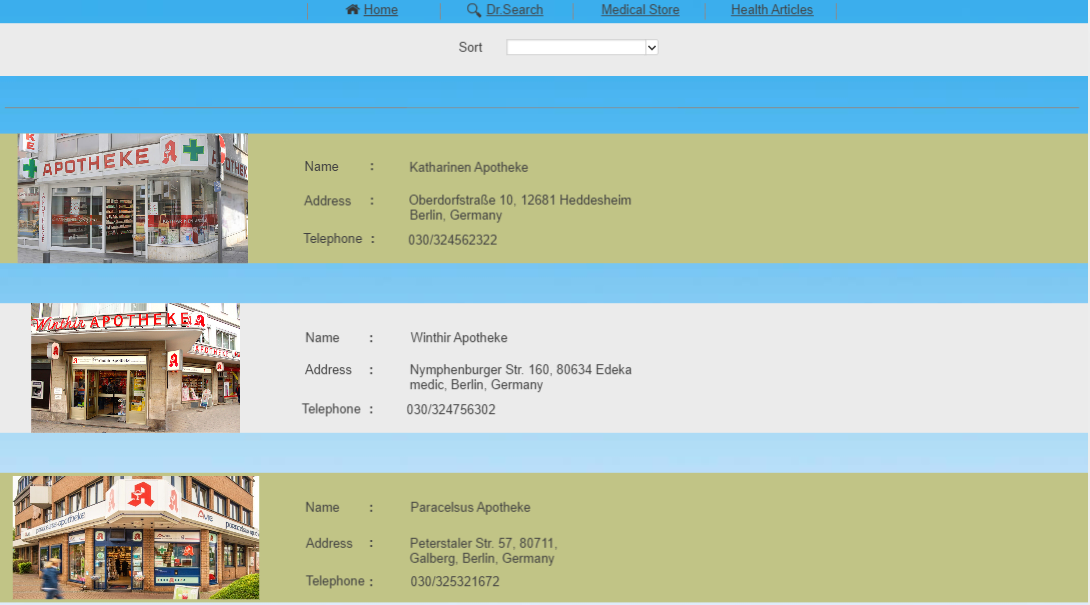 Home Dr.Search Medical Store Health Articles
Sort
KE
APOTHEKE A
Name : Katharinen Apotheke
Address : Oberdorfstraße 10, 12681 Heddesheim
Berlin, Germany
Telephone : 030/324562322
Winthir APOTHEKE
Name : Winthir Apotheke
Address : Nymphenburger Str. 160, 80634 Edeka
medic, Berlin, Germany
Telephone : 030/324756302
paracelsus-apotheke
Name : Paracelsus Apotheke
Address : Peterstaler Str. 57, 80711,
Galberg, Berlin, Germany
Telephone : 030/325321672